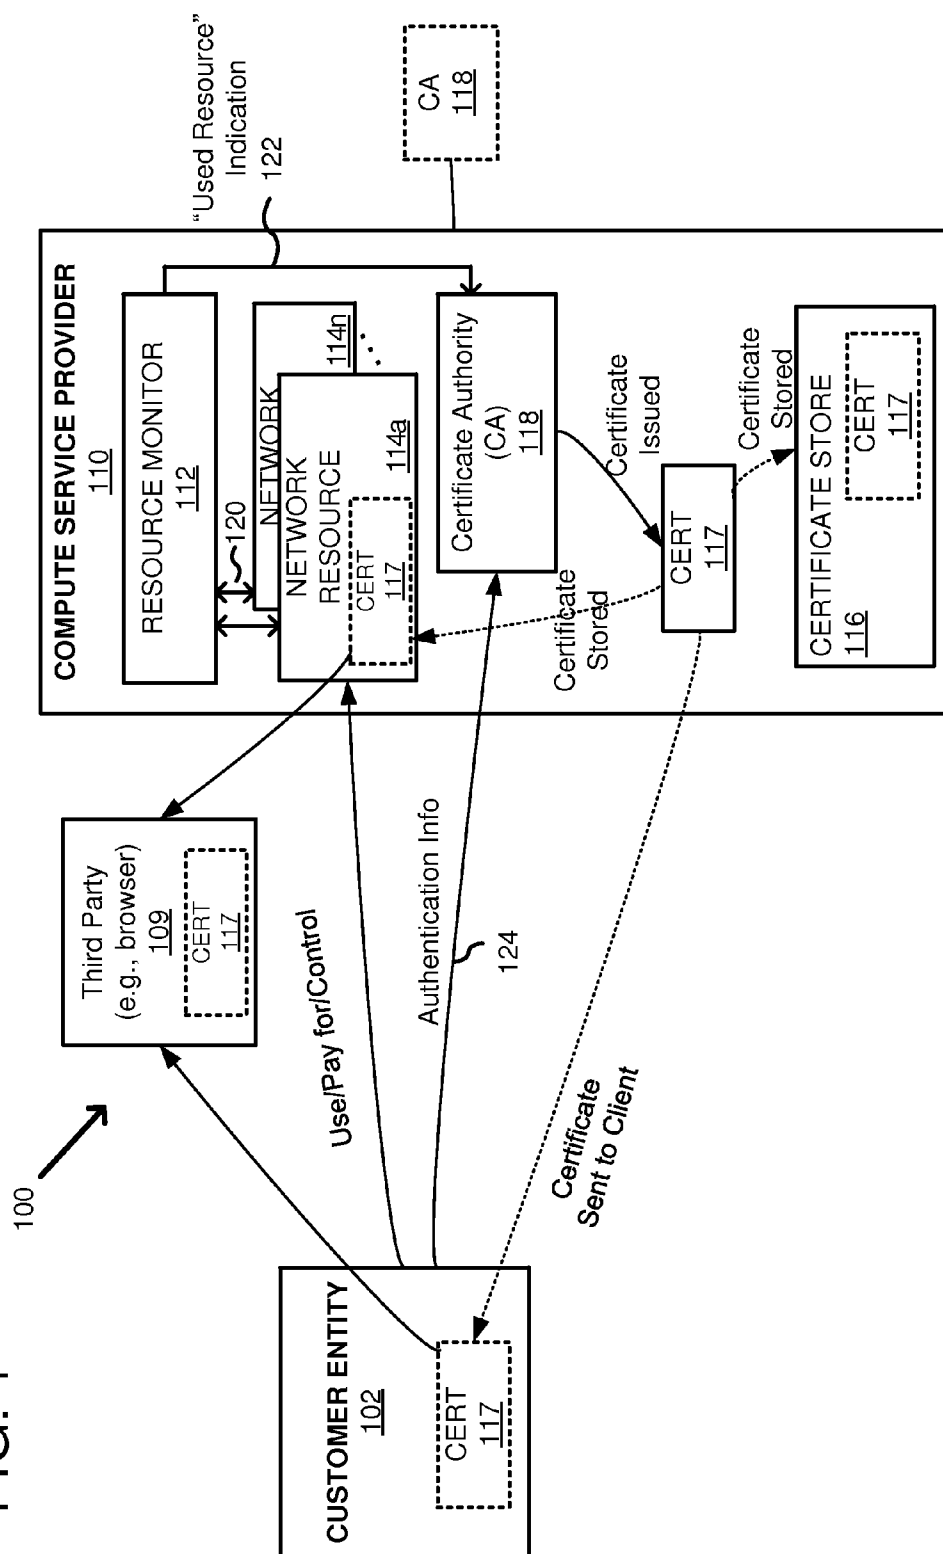 FIG. 1
100
CUSTOMER ENTITY
102
CERT
117
Third Party
(e.g., browser)
109
CERT
117
Use/Pay for/Control
Authentication Info
124
Certificate
Sent to Client
COMPUTE SERVICE PROVIDER
110
RESOURCE MONITOR
112
120
NETWORK
114n
NETWORK
RESOURCE
114a
CERT
117
"Used Resource"
Indication
122
CA
118
Certificate Authority
(CA)
118
Certificate
Issued
Certificate
Stored
CERT
117
Certificate
Stored
CERTIFICATE STORE
116
CERT
117